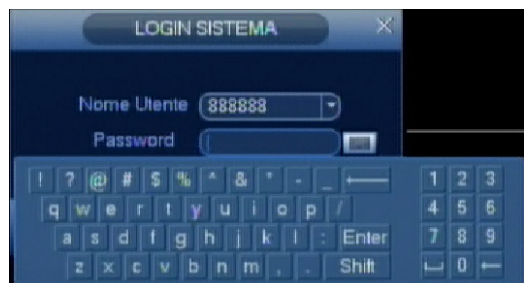 LOGIN SISTEMA
Nome Utente 888888
Password
! ? @ # $ % ^ & * - _ 1 2 3
q w e r t y u i o p / 4 5 6
a s d f g h j k l : Enter 7 8 9
z x c v b n m , . Shift 0